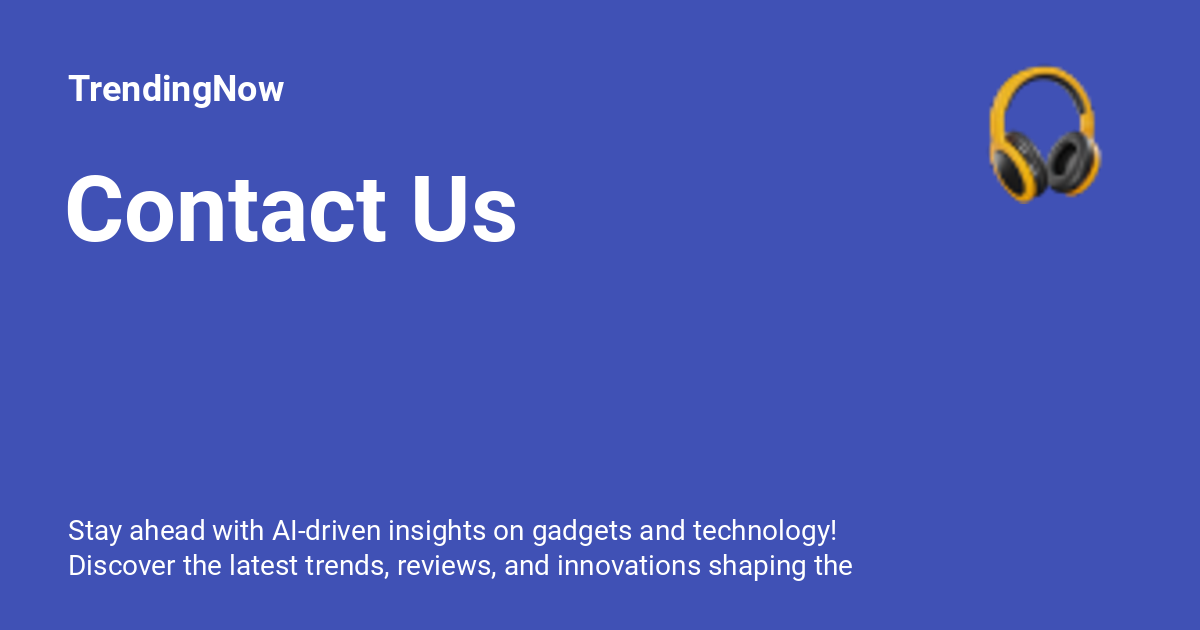 TrendingNow
Contact Us
Stay ahead with AI-driven insights on gadgets and technology!
Discover the latest trends, reviews, and innovations shaping the